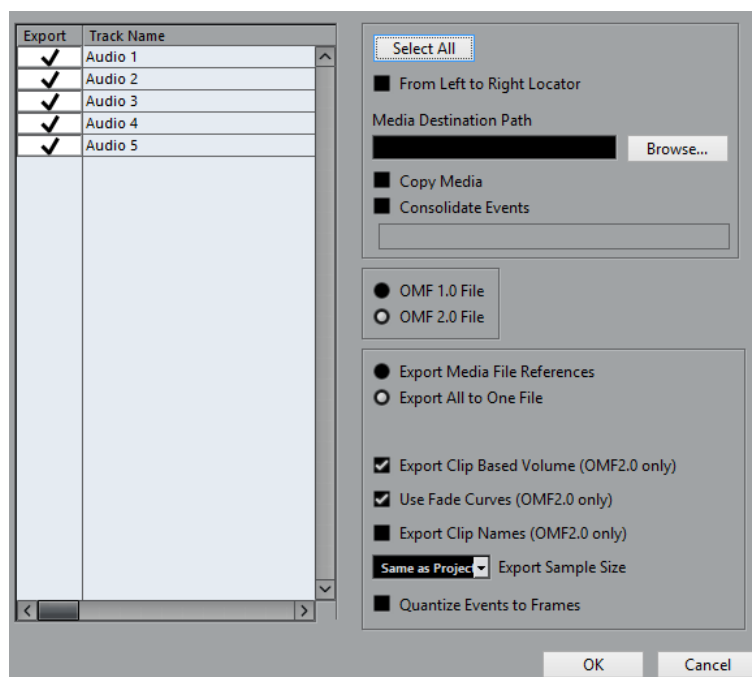 Export Track Name
Audio 1
Audio 2
Audio 3
Audio 4
Audio 5
Select All
From Left to Right Locator
Media Destination Path
Browse...
Copy Media
Consolidate Events
OMF 1.0 File
OMF 2.0 File
Export Media File References
Export All to One File
Export Clip Based Volume (OMF2.0 only)
Use Fade Curves (OMF2.0 only)
Export Clip Names (OMF2.0 only)
Same as Projec Export Sample Size
Quantize Events to Frames
OK Cancel